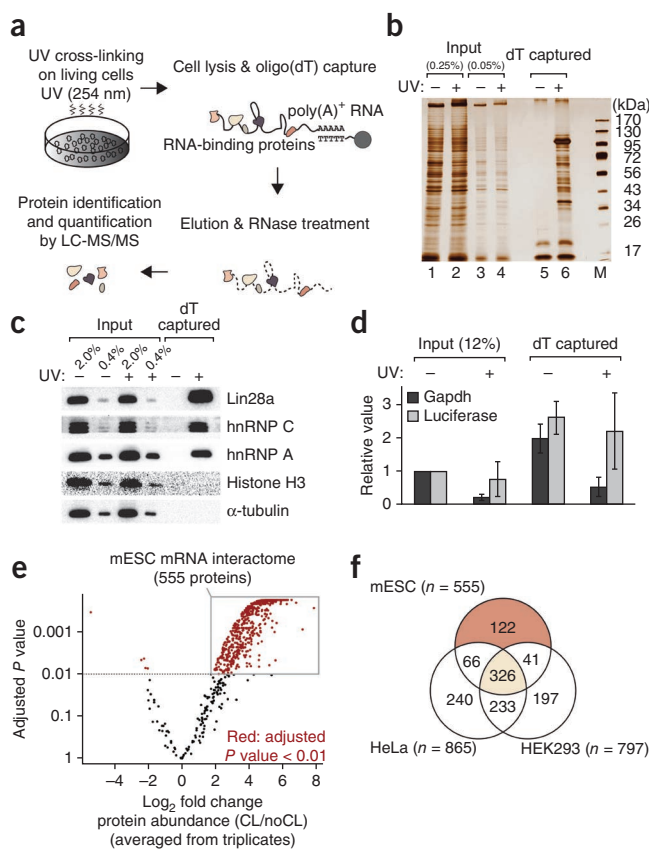 a
UV cross-linking
on living cells
UV (254 nm)
Cell lysis & oligo(dT) capture
poly(A)+ RNA
AAAAA
TTTTT
RNA-binding proteins
Protein identification
and quantification
by LC-MS/MS
Elution & RNase treatment
b
Input
(0.25%) (0.05%)
dT captured
UV: – + – + – +
(kDa)
170
130
95
72
56
43
34
26
17
1 2 3 4 5 6 M
c
Input
dT captured
2.0% 0.4% 2.0% 0.4%
UV: – – + + – +
Lin28a
hnRNP C
hnRNP A
Histone H3
α-tubulin
d
Input (12%) dT captured
UV: – + – +
Relative value
3
2
1
0
Gapdh
Luciferase
e
mESC mRNA interactome
(555 proteins)
Adjusted P value
0.001
0.01
0.1
1
Red: adjusted
P value < 0.01
–4 –2 0 2 4 6 8
Log2 fold change
protein abundance (CL/noCL)
(averaged from triplicates)
f
mESC (n = 555)
122
66 41
326
240 233 197
HeLa (n = 865)
HEK293 (n = 797)